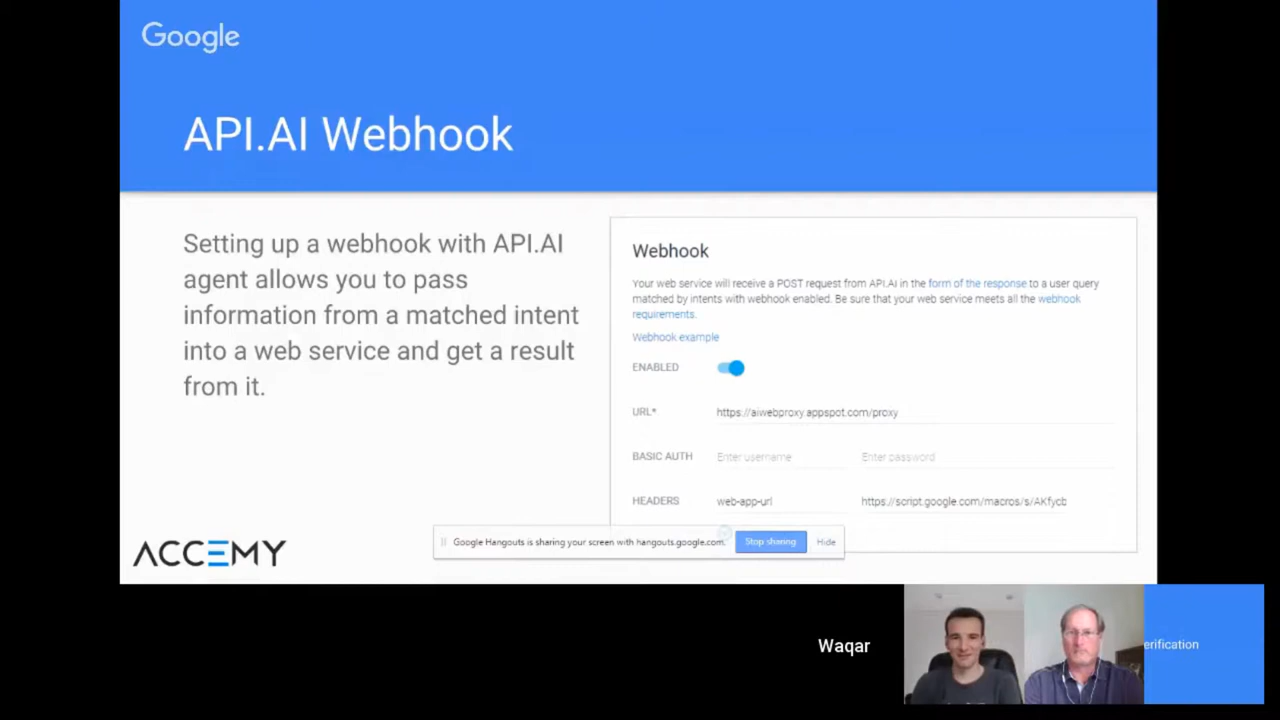 Google
API.AI Webhook
Setting up a webhook with API.AI
agent allows you to pass
information from a matched intent
into a web service and get a result
from it.
Webhook
Your web service will receive a POST request from API.AI in the form of the response to a user query
matched by intents with webhook enabled. Be sure that your web service meets all the webhook
requirements.
Webhook example
ENABLED
URL* https://aiwebproxy.appspot.com/proxy
BASIC AUTH Enter username Enter password
HEADERS web-app-url https://script.google.com/macros/s/AKfycb
Google Hangouts is sharing your screen with hangouts.google.com. Stop sharing Hide
ACCEMY
Waqar
erification